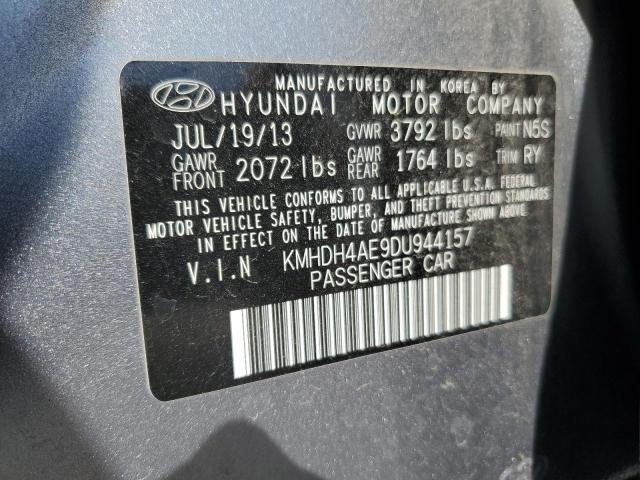 MANUFACTURED IN KOREA BY
HYUNDAI MOTOR COMPANY
JUL/19/13 GVWR 3792 lbs PAINT N5S
GAWR FRONT 2072 lbs GAWR REAR 1764 lbs TRIM RY
THIS VEHICLE CONFORMS TO ALL APPLICABLE U.S.A. FEDERAL
MOTOR VEHICLE SAFETY, BUMPER, AND THEFT PREVENTION STANDARDS
IN EFFECT ON THE DATE OF MANUFACTURE SHOWN ABOVE.
V.I.N KMHDH4AE9DU944157
PASSENGER CAR